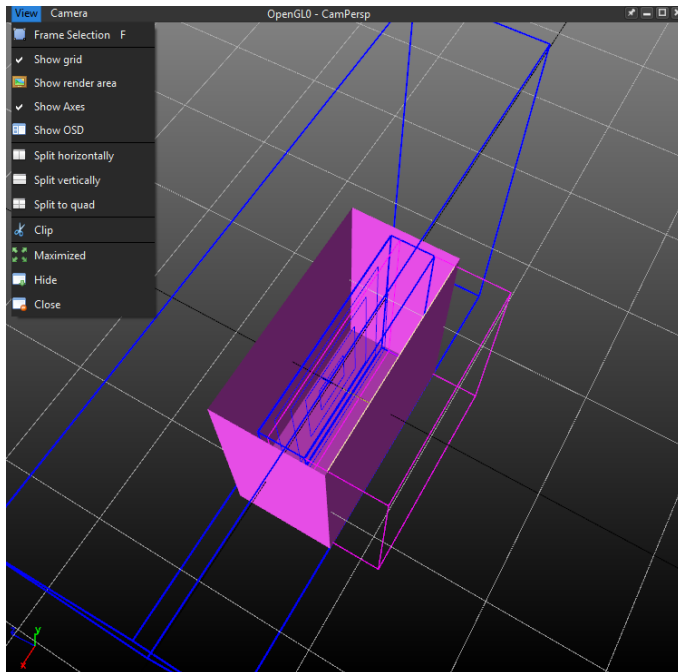 View Camera OpenGL0 - CamPersp
Frame Selection F
Show grid
Show render area
Show Axes
Show OSD
Split horizontally
Split vertically
Split to quad
Clip
Maximized
Hide
Close
y
x